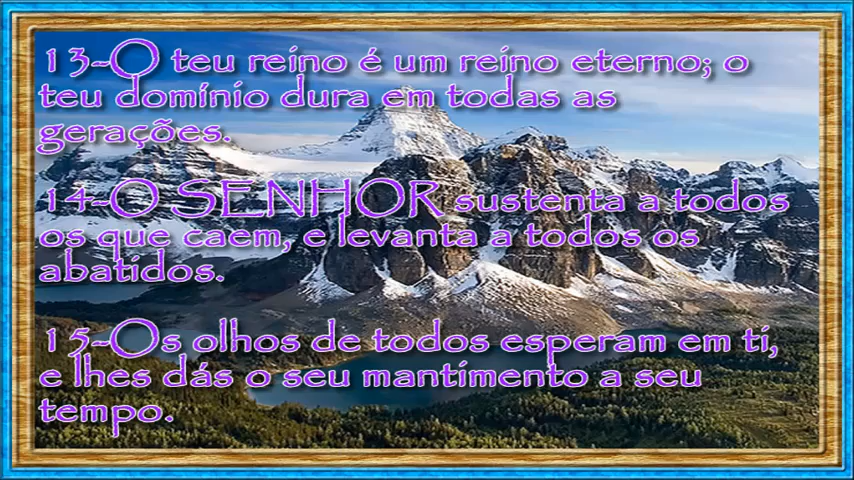 13-O teu reino é um reino eterno; o
teu domínio dura em todas as
gerações.
14-O SENHOR sustenta a todos
os que caem, e levanta a todos os
abatidos.
15-Os olhos de todos esperam em ti,
e lhes dás o seu mantimento a seu
tempo.